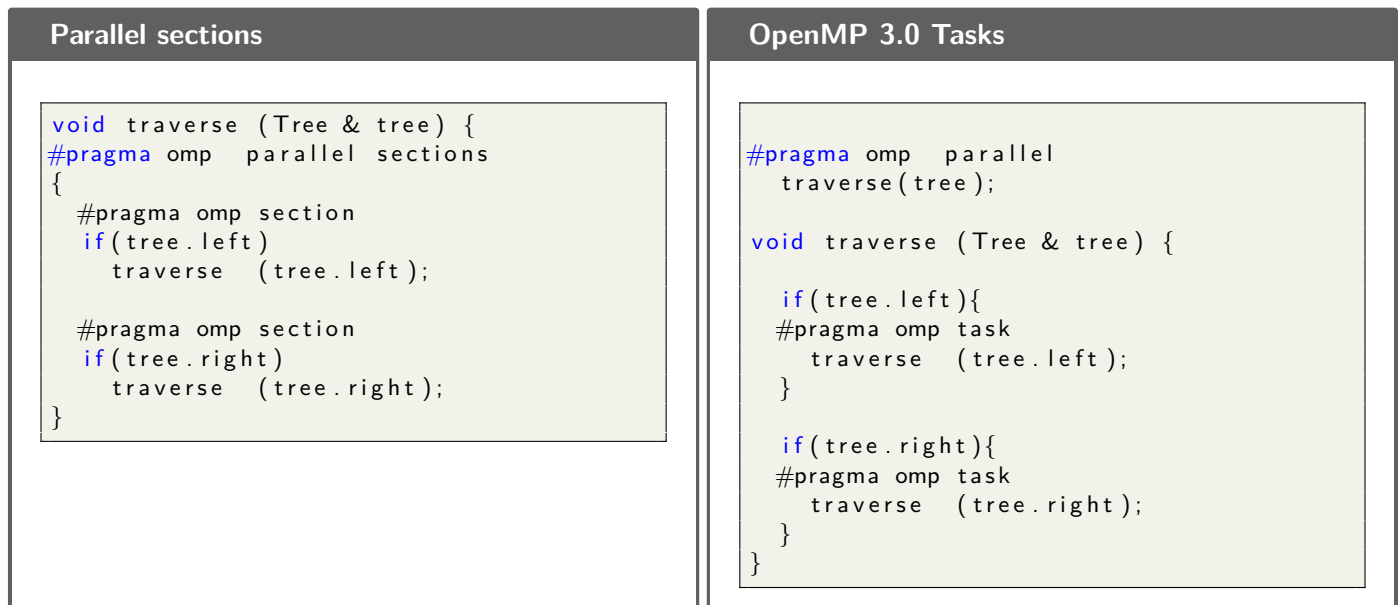 Parallel sections
void traverse (Tree & tree) {
#pragma omp parallel sections
{
#pragma omp section
if(tree.left)
traverse (tree.left);
#pragma omp section
if(tree.right)
traverse (tree.right);
}
OpenMP 3.0 Tasks
#pragma omp parallel
traverse(tree);
void traverse (Tree & tree) {
if(tree.left){
#pragma omp task
traverse (tree.left);
}
if(tree.right){
#pragma omp task
traverse (tree.right);
}
}